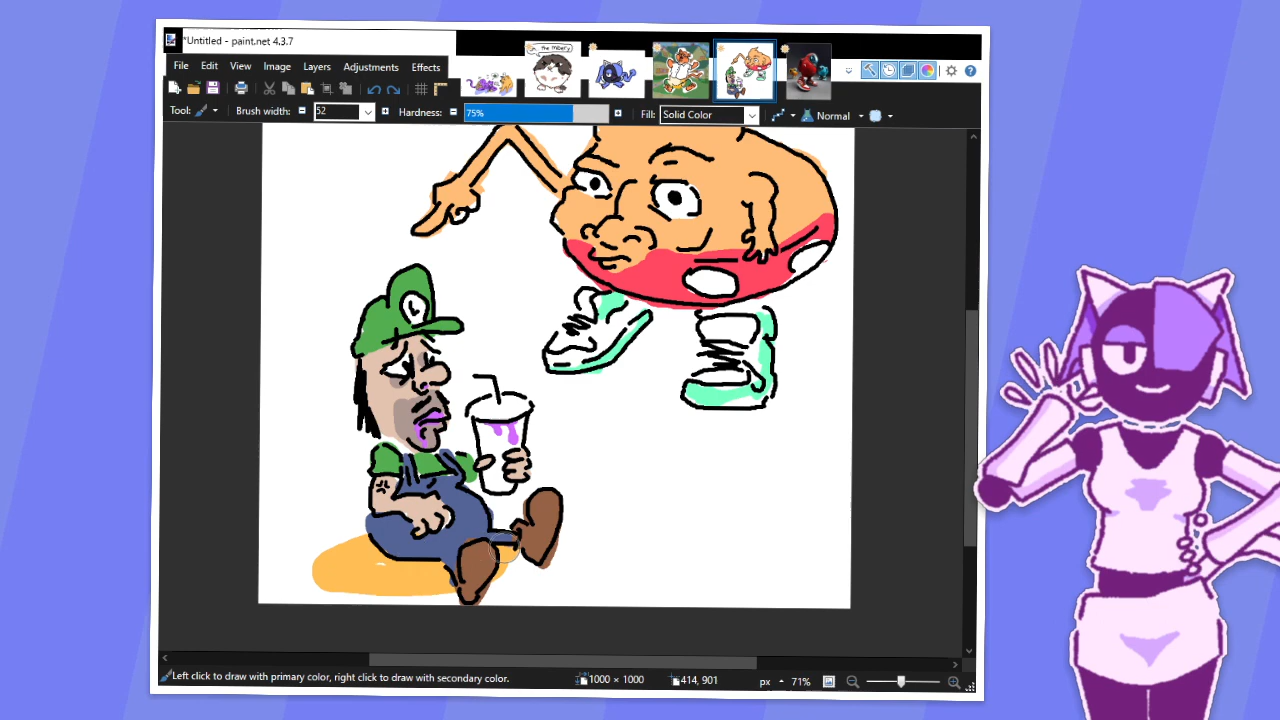 *Untitled - paint.net 4.3.7
File Edit View Image Layers Adjustments Effects
Tool: Brush width: 52 Hardness: 75% Fill: Solid Color Normal
L
Left click to draw with primary color, right click to draw with secondary color. 1000 × 1000 414, 901 px 71%